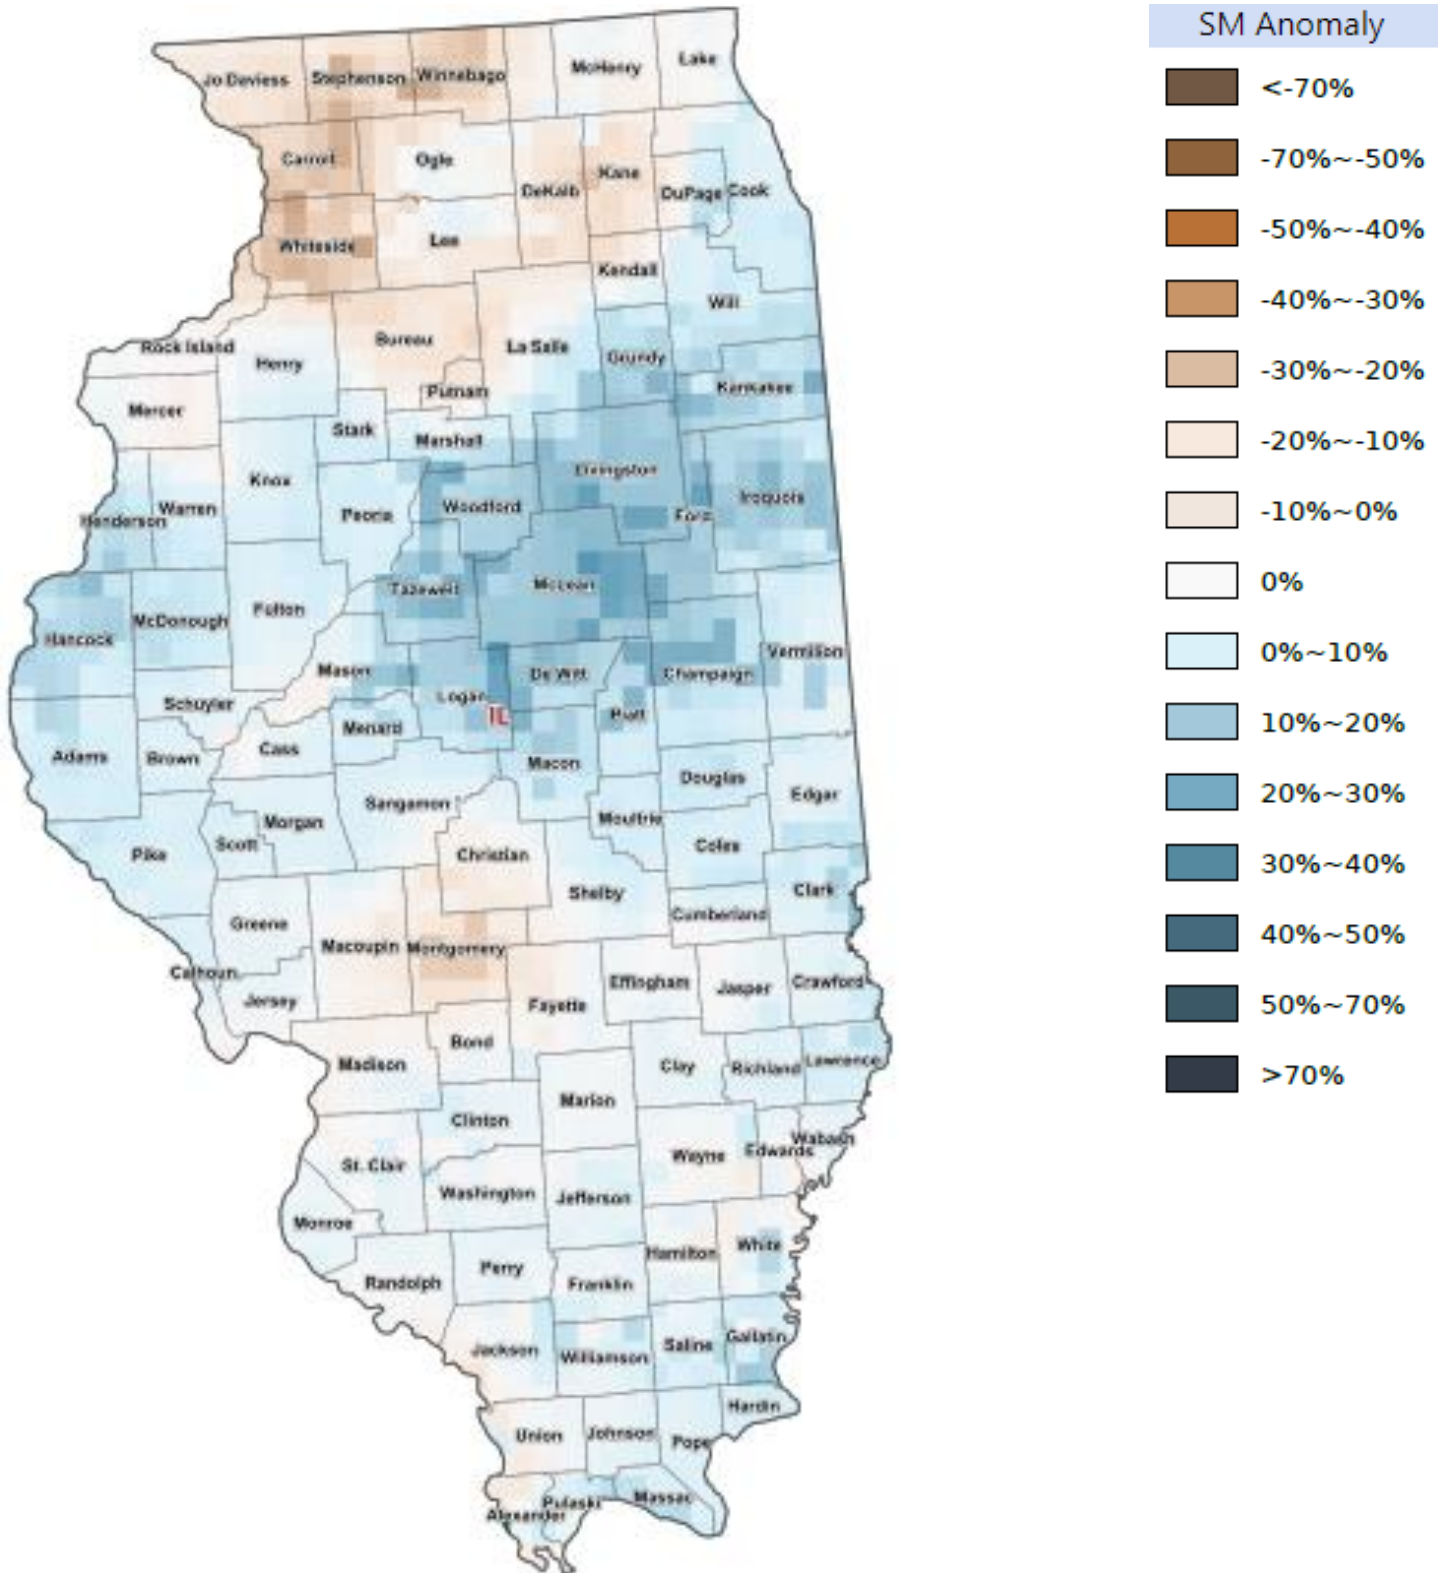 SM Anomaly
<-70%
-70%~-50%
-50%~-40%
-40%~-30%
-30%~-20%
-20%~-10%
-10%~0%
0%
0%~10%
10%~20%
20%~30%
30%~40%
40%~50%
50%~70%
>70%
Jo Daviess
Stephenson
Winnebago
McHenry
Lake
Carroll
Ogle
DeKalb
Kane
DuPage
Cook
Whiteside
Lee
Kendall
Will
Rock Island
Henry
Bureau
La Salle
Grundy
Putnam
Kankakee
Mercer
Stark
Marshall
Knox
Livingston
Henderson
Warren
Peoria
Woodford
Ford
Iroquois
Tazewell
McLean
Hancock
McDonough
Fulton
Mason
Logan
De Witt
Champaign
Vermilion
Schuyler
IL
Piatt
Menard
Adams
Brown
Cass
Macon
Douglas
Edgar
Sangamon
Morgan
Scott
Moultrie
Pike
Christian
Coles
Shelby
Clark
Greene
Cumberland
Macoupin
Montgomery
Calhoun
Jersey
Fayette
Effingham
Jasper
Crawford
Bond
Madison
Clay
Richland
Lawrence
Marion
Clinton
St. Clair
Wayne
Edwards
Wabash
Washington
Jefferson
Monroe
Hamilton
White
Randolph
Perry
Franklin
Jackson
Williamson
Saline
Gallatin
Hardin
Union
Johnson
Pope
Alexander
Pulaski
Massac